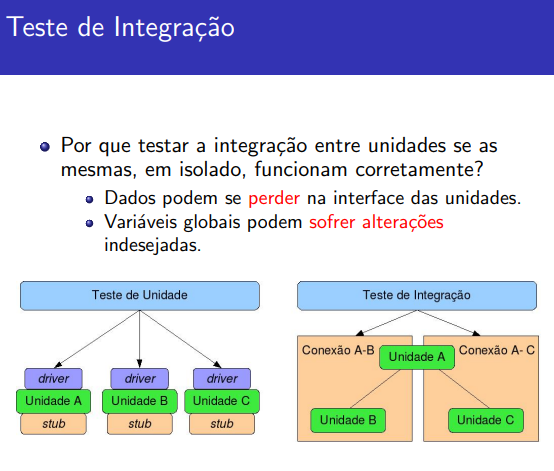 Teste de Integração
Por que testar a integração entre unidades se as
mesmas, em isolado, funcionam corretamente?
Dados podem se perder na interface das unidades.
Variáveis globais podem sofrer alterações
indesejadas.
Teste de Unidade
driver
driver
driver
Unidade A
Unidade B
Unidade C
stub
stub
stub
Teste de Integração
Conexão A-B
Conexão A- C
Unidade A
Unidade B
Unidade C